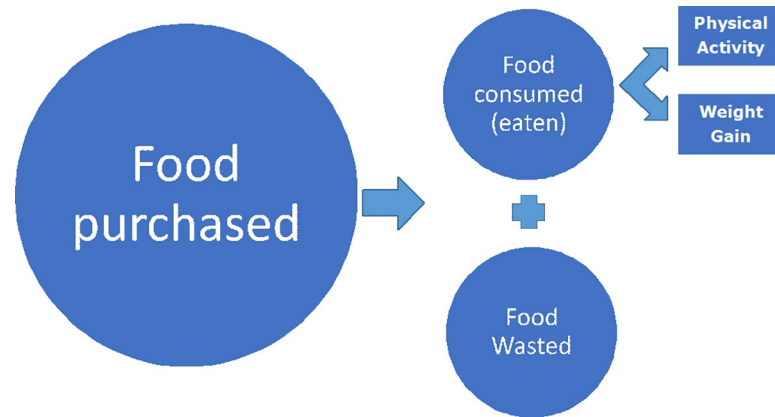 Food
purchased
Food
consumed
(eaten)
Physical
Activity
Weight
Gain
Food
Wasted